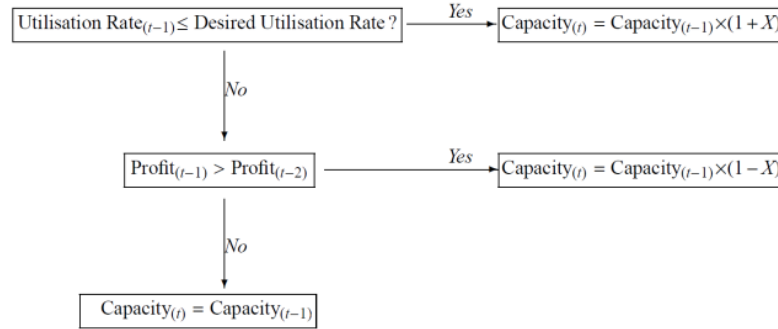 Utilisation Rate(t−1)≤ Desired Utilisation Rate ?
Yes
Capacity(t) = Capacity(t−1)×(1 + X)
No
Profit(t−1) > Profit(t−2)
Yes
Capacity(t) = Capacity(t−1)×(1 − X)
No
Capacity(t) = Capacity(t−1)